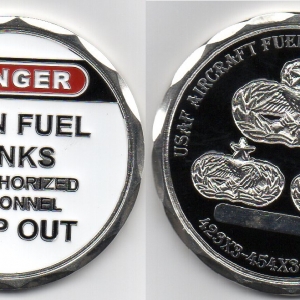 NGER
N FUEL
NKS
THORIZED
ONNEL
P OUT
USAF AIRCRAFT FUEL
423X3-454X3